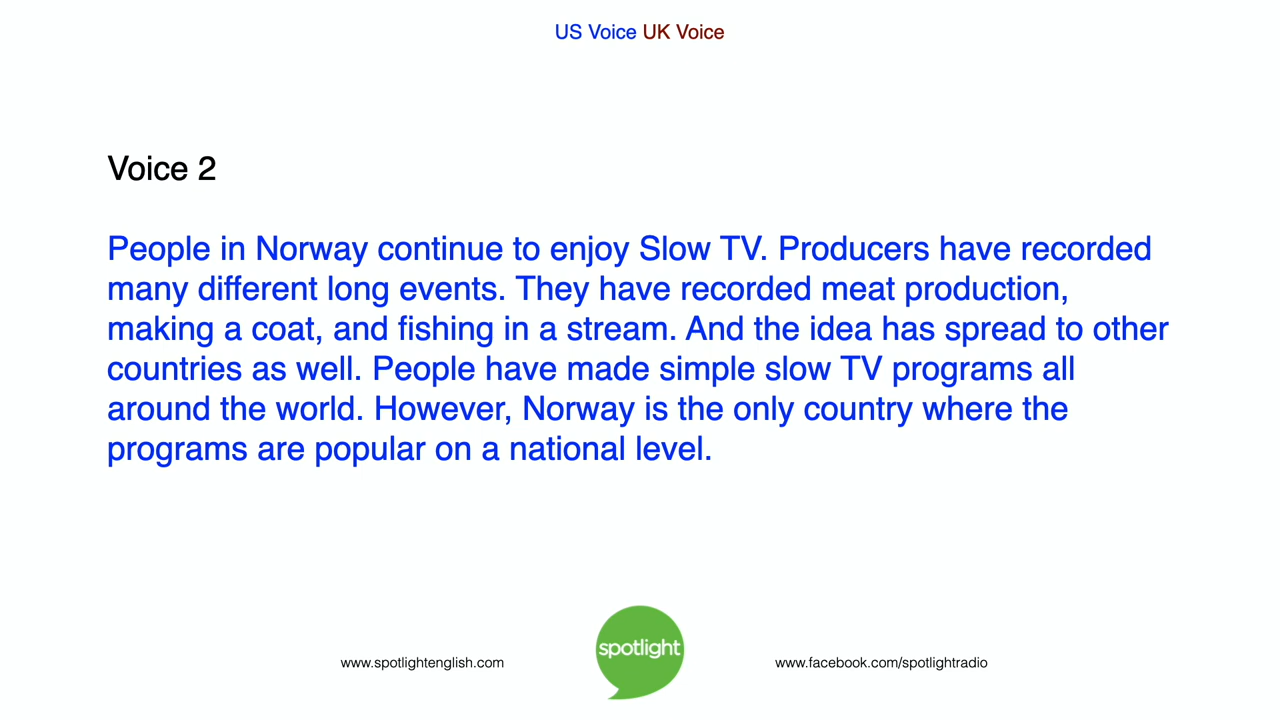 US Voice UK Voice
Voice 2
People in Norway continue to enjoy Slow TV. Producers have recorded
many different long events. They have recorded meat production,
making a coat, and fishing in a stream. And the idea has spread to other
countries as well. People have made simple slow TV programs all
around the world. However, Norway is the only country where the
programs are popular on a national level.
spotlight
www.spotlightenglish.com
www.facebook.com/spotlightradio